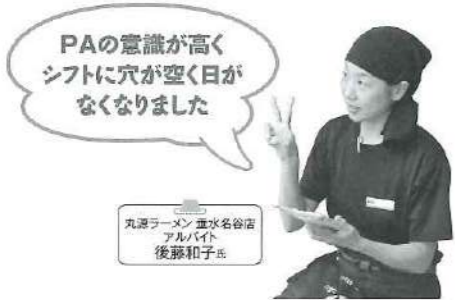 PAの意識が高く
シフトに穴が空く日が
なくなりました
丸源ラーメン 垂水名谷店
アルバイト
後藤和子氏